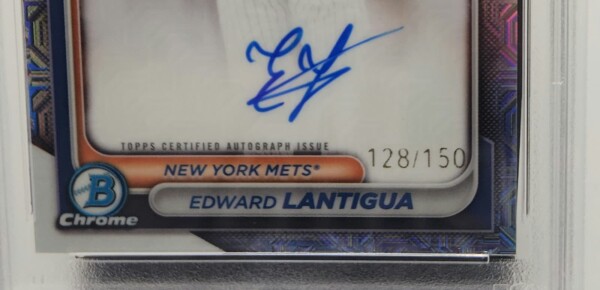 TOPPS CERTIFIED AUTOGRAPH ISSUE
128/150
NEW YORK METS®
B
EDWARD LANTIGUA
Chrome